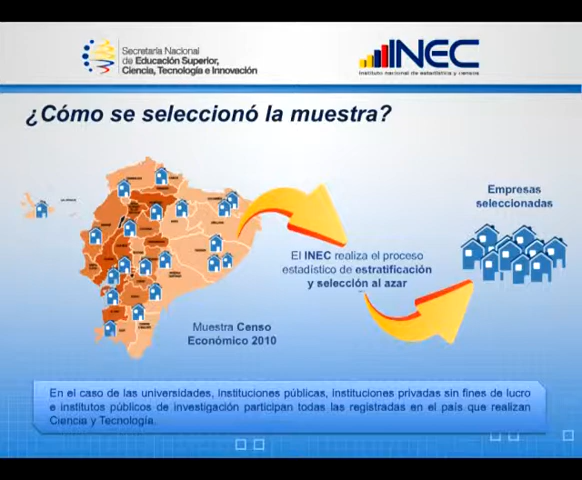 Secretaría Nacional
de Educación Superior,
Ciencia, Tecnología e Innovación
INEC
Instituto nacional de estadística y censos
¿Cómo se seleccionó la muestra?
Empresas
seleccionadas
El INEC realiza el proceso
estadístico de estratificación
y selección al azar
Muestra Censo
Económico 2010
En el caso de las universidades, instituciones públicas, instituciones privadas sin fines de lucro
e institutos públicos de investigación participan todas las registradas en el país que realizan
Ciencia y Tecnología.